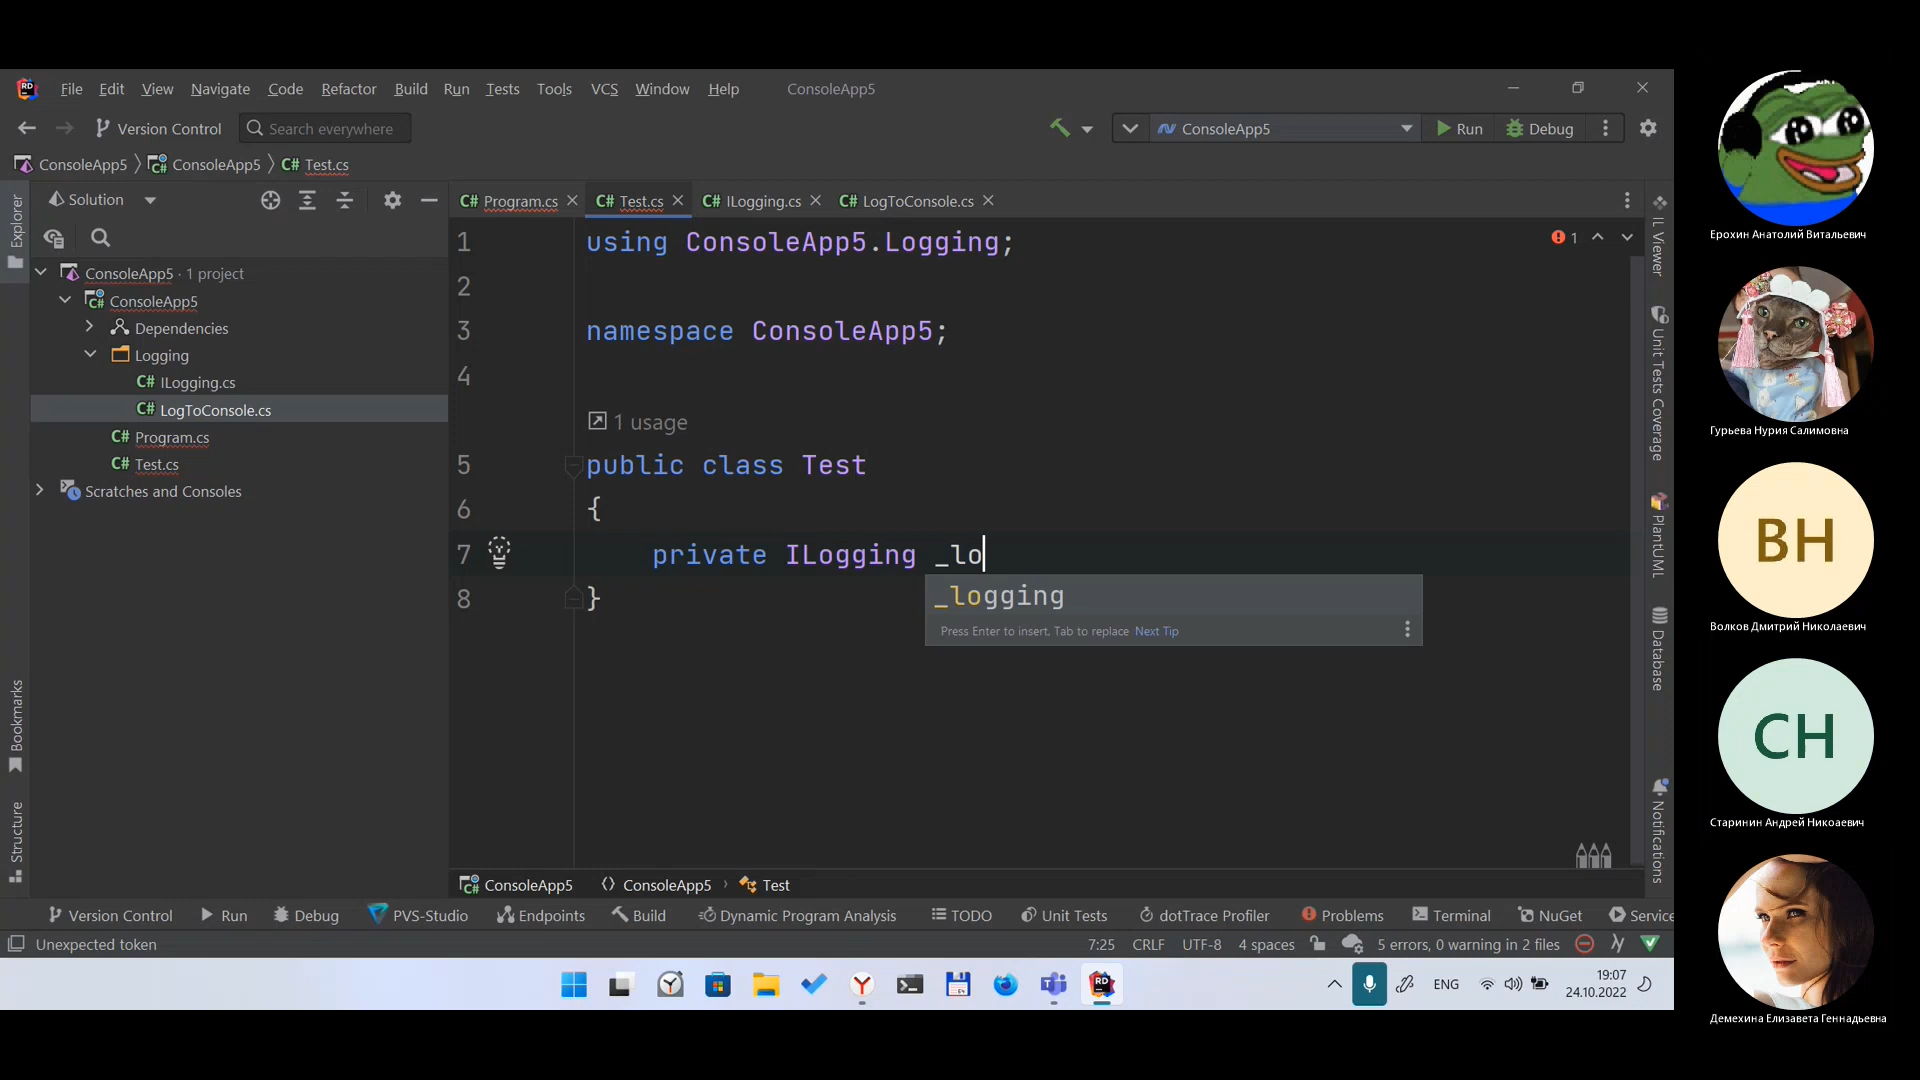 File Edit View Navigate Code Refactor Build Run Tests Tools VCS Window Help ConsoleApp5
Version Control Search everywhere ConsoleApp5 Run Debug
ConsoleApp5 ConsoleApp5 C# Test.cs
Solution
C# Program.cs C# Test.cs C# ILogging.cs C# LogToConsole.cs
Explorer
Bookmarks
Structure
ConsoleApp5 · 1 project
ConsoleApp5
Dependencies
Logging
C# ILogging.cs
C# LogToConsole.cs
C# Program.cs
C# Test.cs
Scratches and Consoles
1 using ConsoleApp5.Logging;
2
3 namespace ConsoleApp5;
4
1 usage
5 public class Test
6 {
7 private ILogging _lo
8 }
_logging
Press Enter to insert, Tab to replace Next Tip
1
IL Viewer
Unit Tests Coverage
PlantUML
Database
Notifications
ConsoleApp5 ConsoleApp5 Test
Version Control Run Debug PVS-Studio Endpoints Build Dynamic Program Analysis TODO Unit Tests dotTrace Profiler Problems Terminal NuGet Service
Unexpected token 7:25 CRLF UTF-8 4 spaces 5 errors, 0 warning in 2 files
ENG 19:07
24.10.2022
Ерохин Анатолий Витальевич
Гурьева Нурия Салимовна
ВН
Волков Дмитрий Николаевич
СН
Старинин Андрей Никоаевич
Демехина Елизавета Геннадьевна